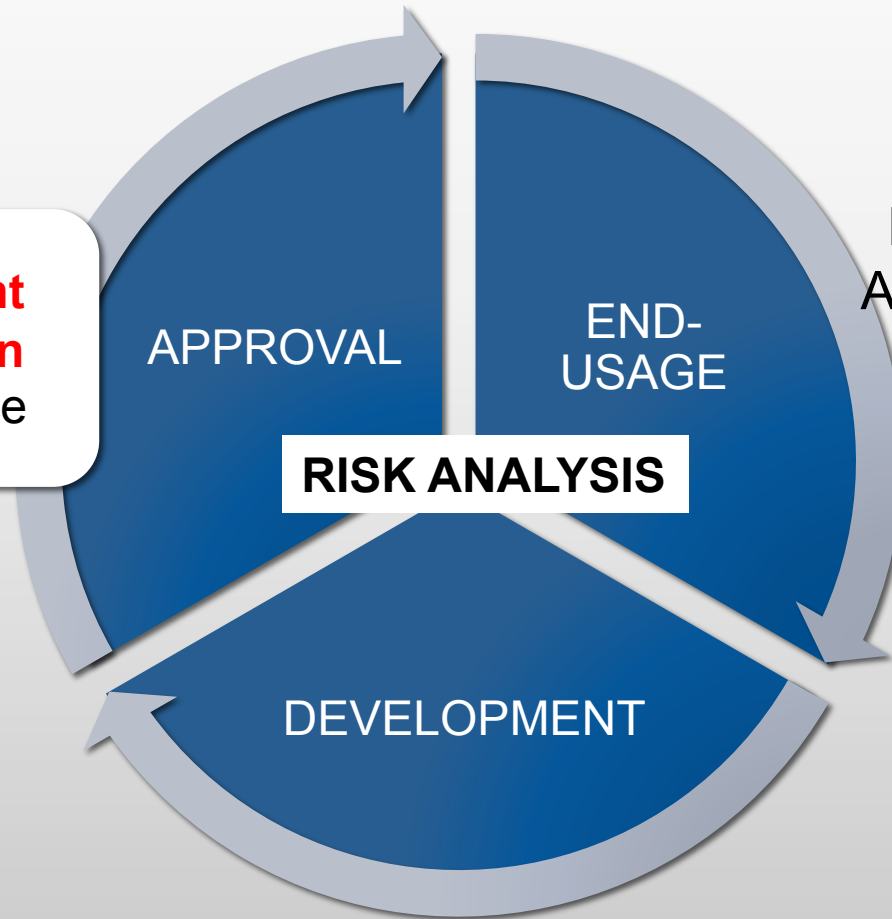 APPROVAL
END-
USAGE
RISK ANALYSIS
DEVELOPMENT